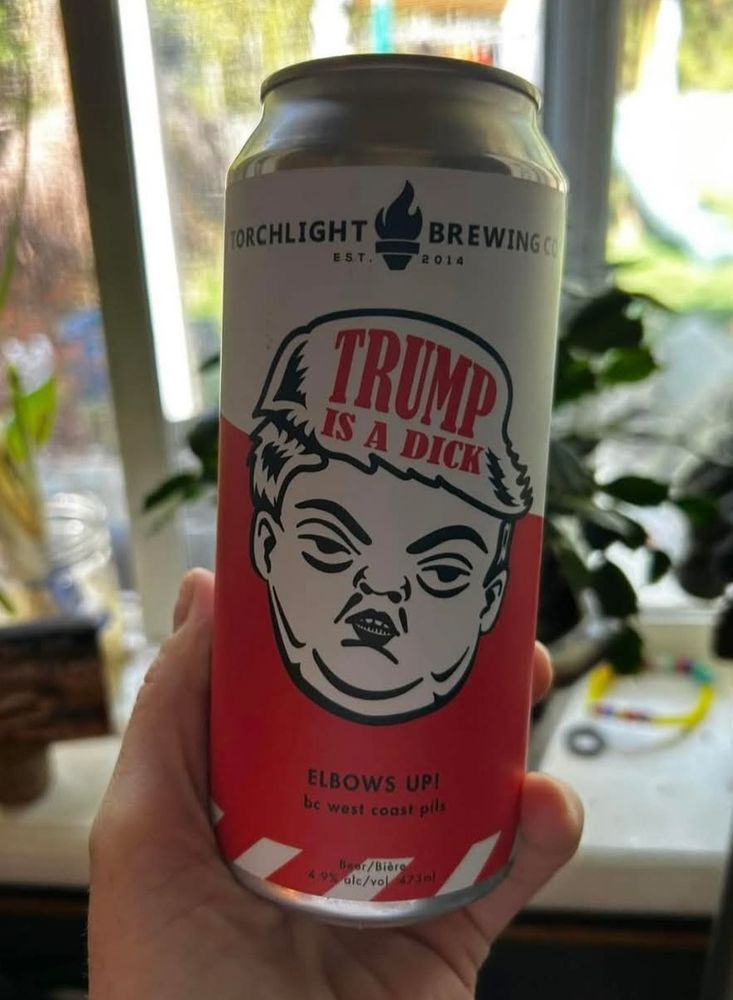 TORCHLIGHT BREWING CO
EST. 2014
TRUMP
IS A DICK
ELBOWS UP!
bc west coast pils
Beer/Bière
4.9% alc/vol 473ml